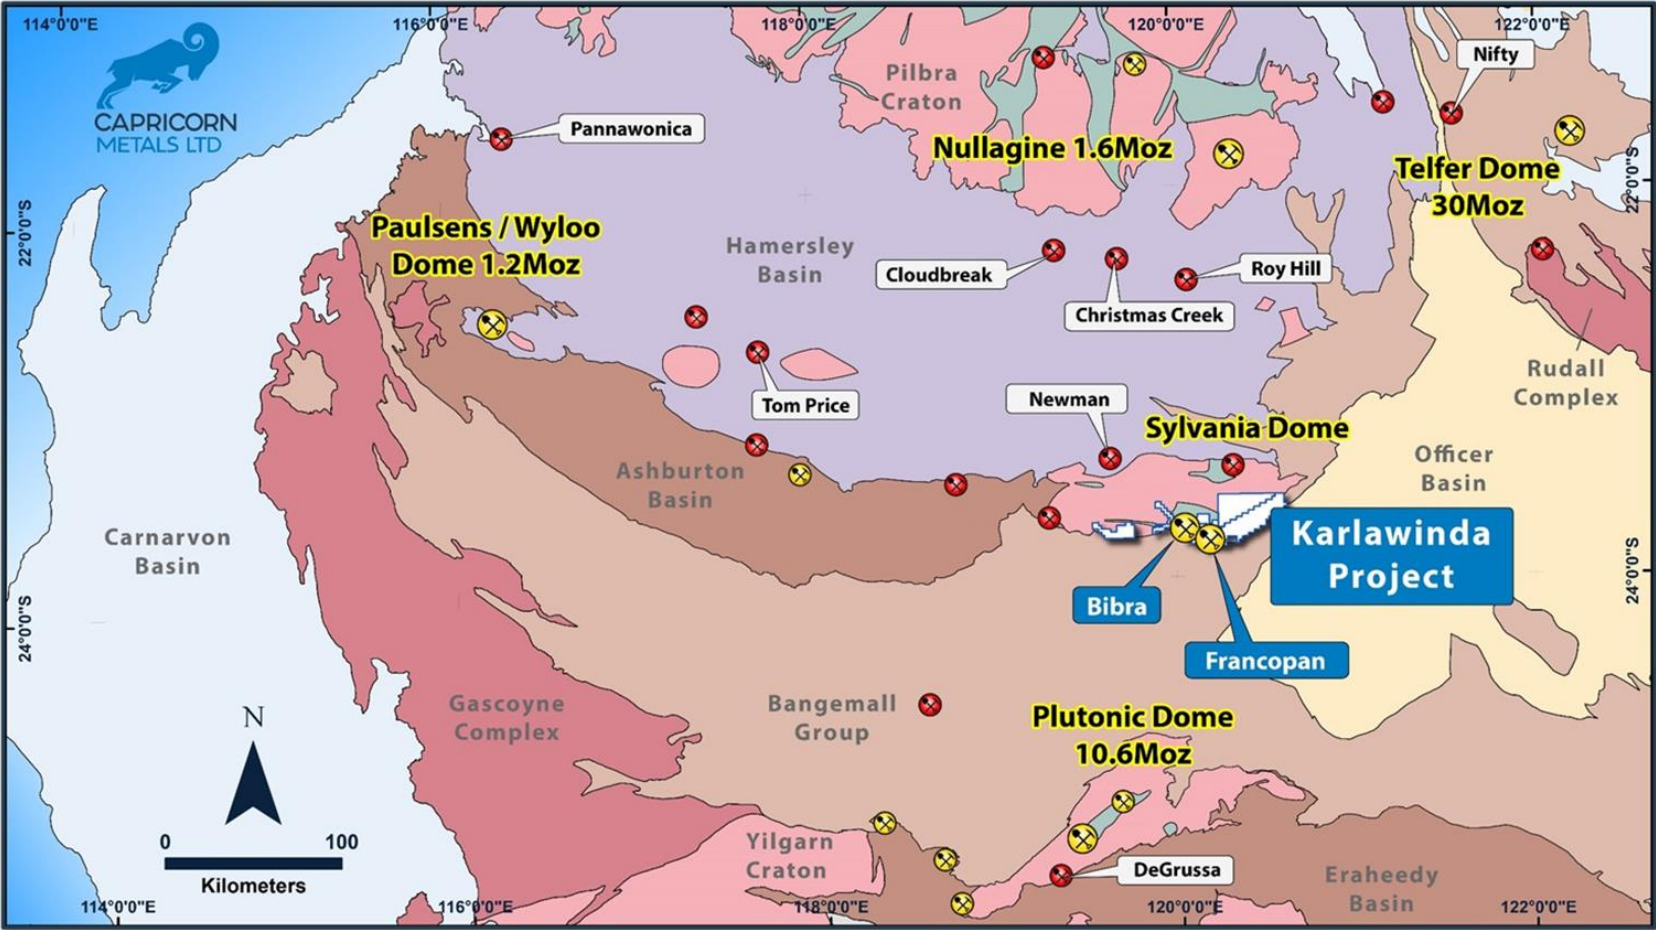 114°0'0"E
116°0'0"E
118°0'0"E
120°0'0"E
122°0'0"E
CAPRICORN
METALS LTD
Nifty
Pilbra
Craton
Pannawonica
Nullagine 1.6Moz
Telfer Dome
30Moz
22°0'0"S
22°0'0"S
Paulsens / Wyloo
Dome 1.2Moz
Hamersley
Basin
Cloudbreak
Roy Hill
Christmas Creek
Rudall
Complex
Tom Price
Newman
Sylvania Dome
Ashburton
Basin
Officer
Basin
Carnarvon
Basin
Karlawinda
Project
24°0'0"S
24°0'0"S
Bibra
Francopan
Gascoyne
Complex
Bangemall
Group
Plutonic Dome
10.6Moz
N
0 100
Kilometers
Yilgarn
Craton
DeGrussa
Eraheedy
Basin
114°0'0"E
116°0'0"E
118°0'0"E
120°0'0"E
122°0'0"E